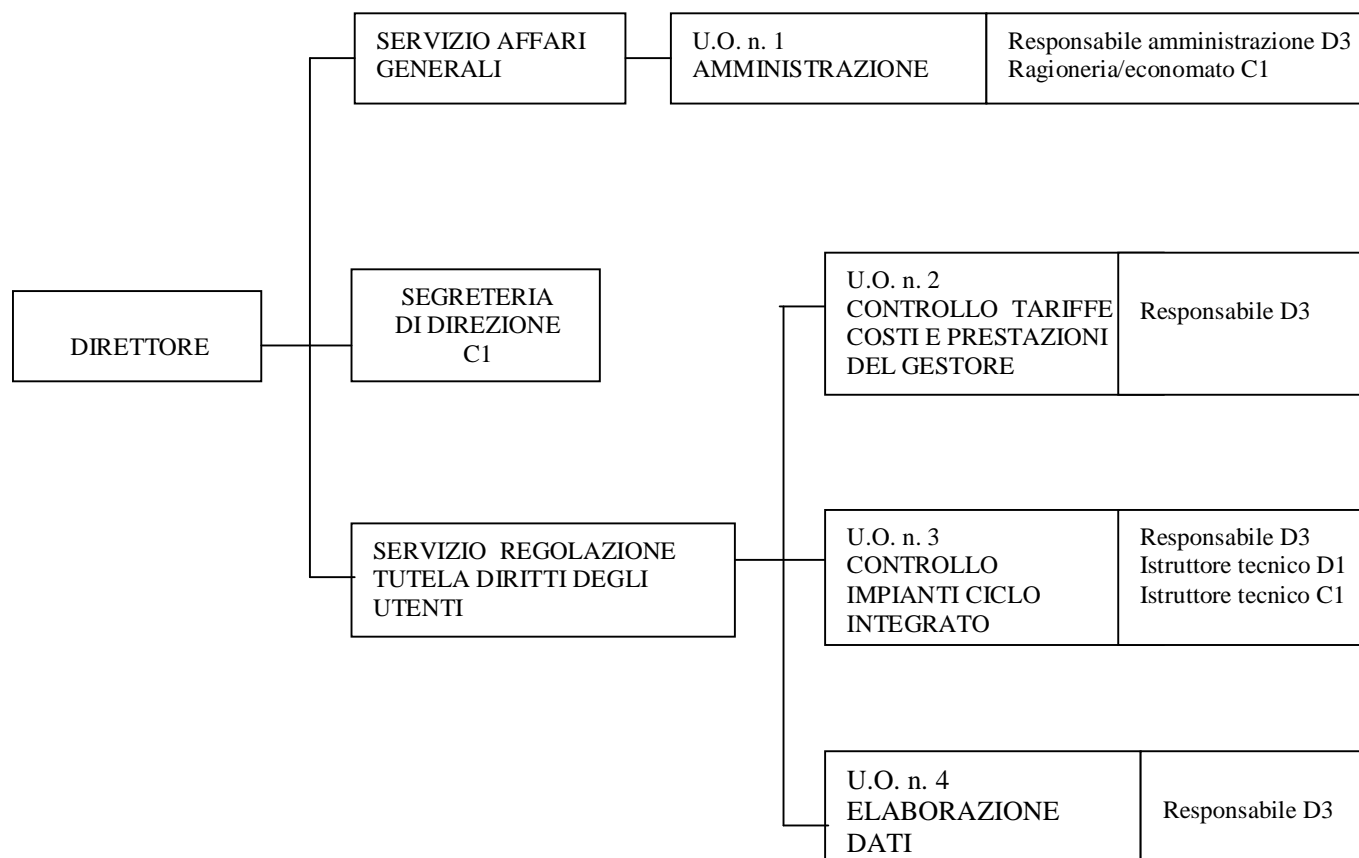 SERVIZIO AFFARI
GENERALI
U.O. n. 1
AMMINISTRAZIONE
Responsabile amministrazione D3
Ragioneria/economato C1
DIRETTORE
SEGRETERIA
DI DIREZIONE
C1
U.O. n. 2
CONTROLLO TARIFFE
COSTI E PRESTAZIONI
DEL GESTORE
Responsabile D3
SERVIZIO REGOLAZIONE
TUTELA DIRITTI DEGLI
UTENTI
U.O. n. 3
CONTROLLO
IMPIANTI CICLO
INTEGRATO
Responsabile D3
Istruttore tecnico D1
Istruttore tecnico C1
U.O. n. 4
ELABORAZIONE
DATI
Responsabile D3